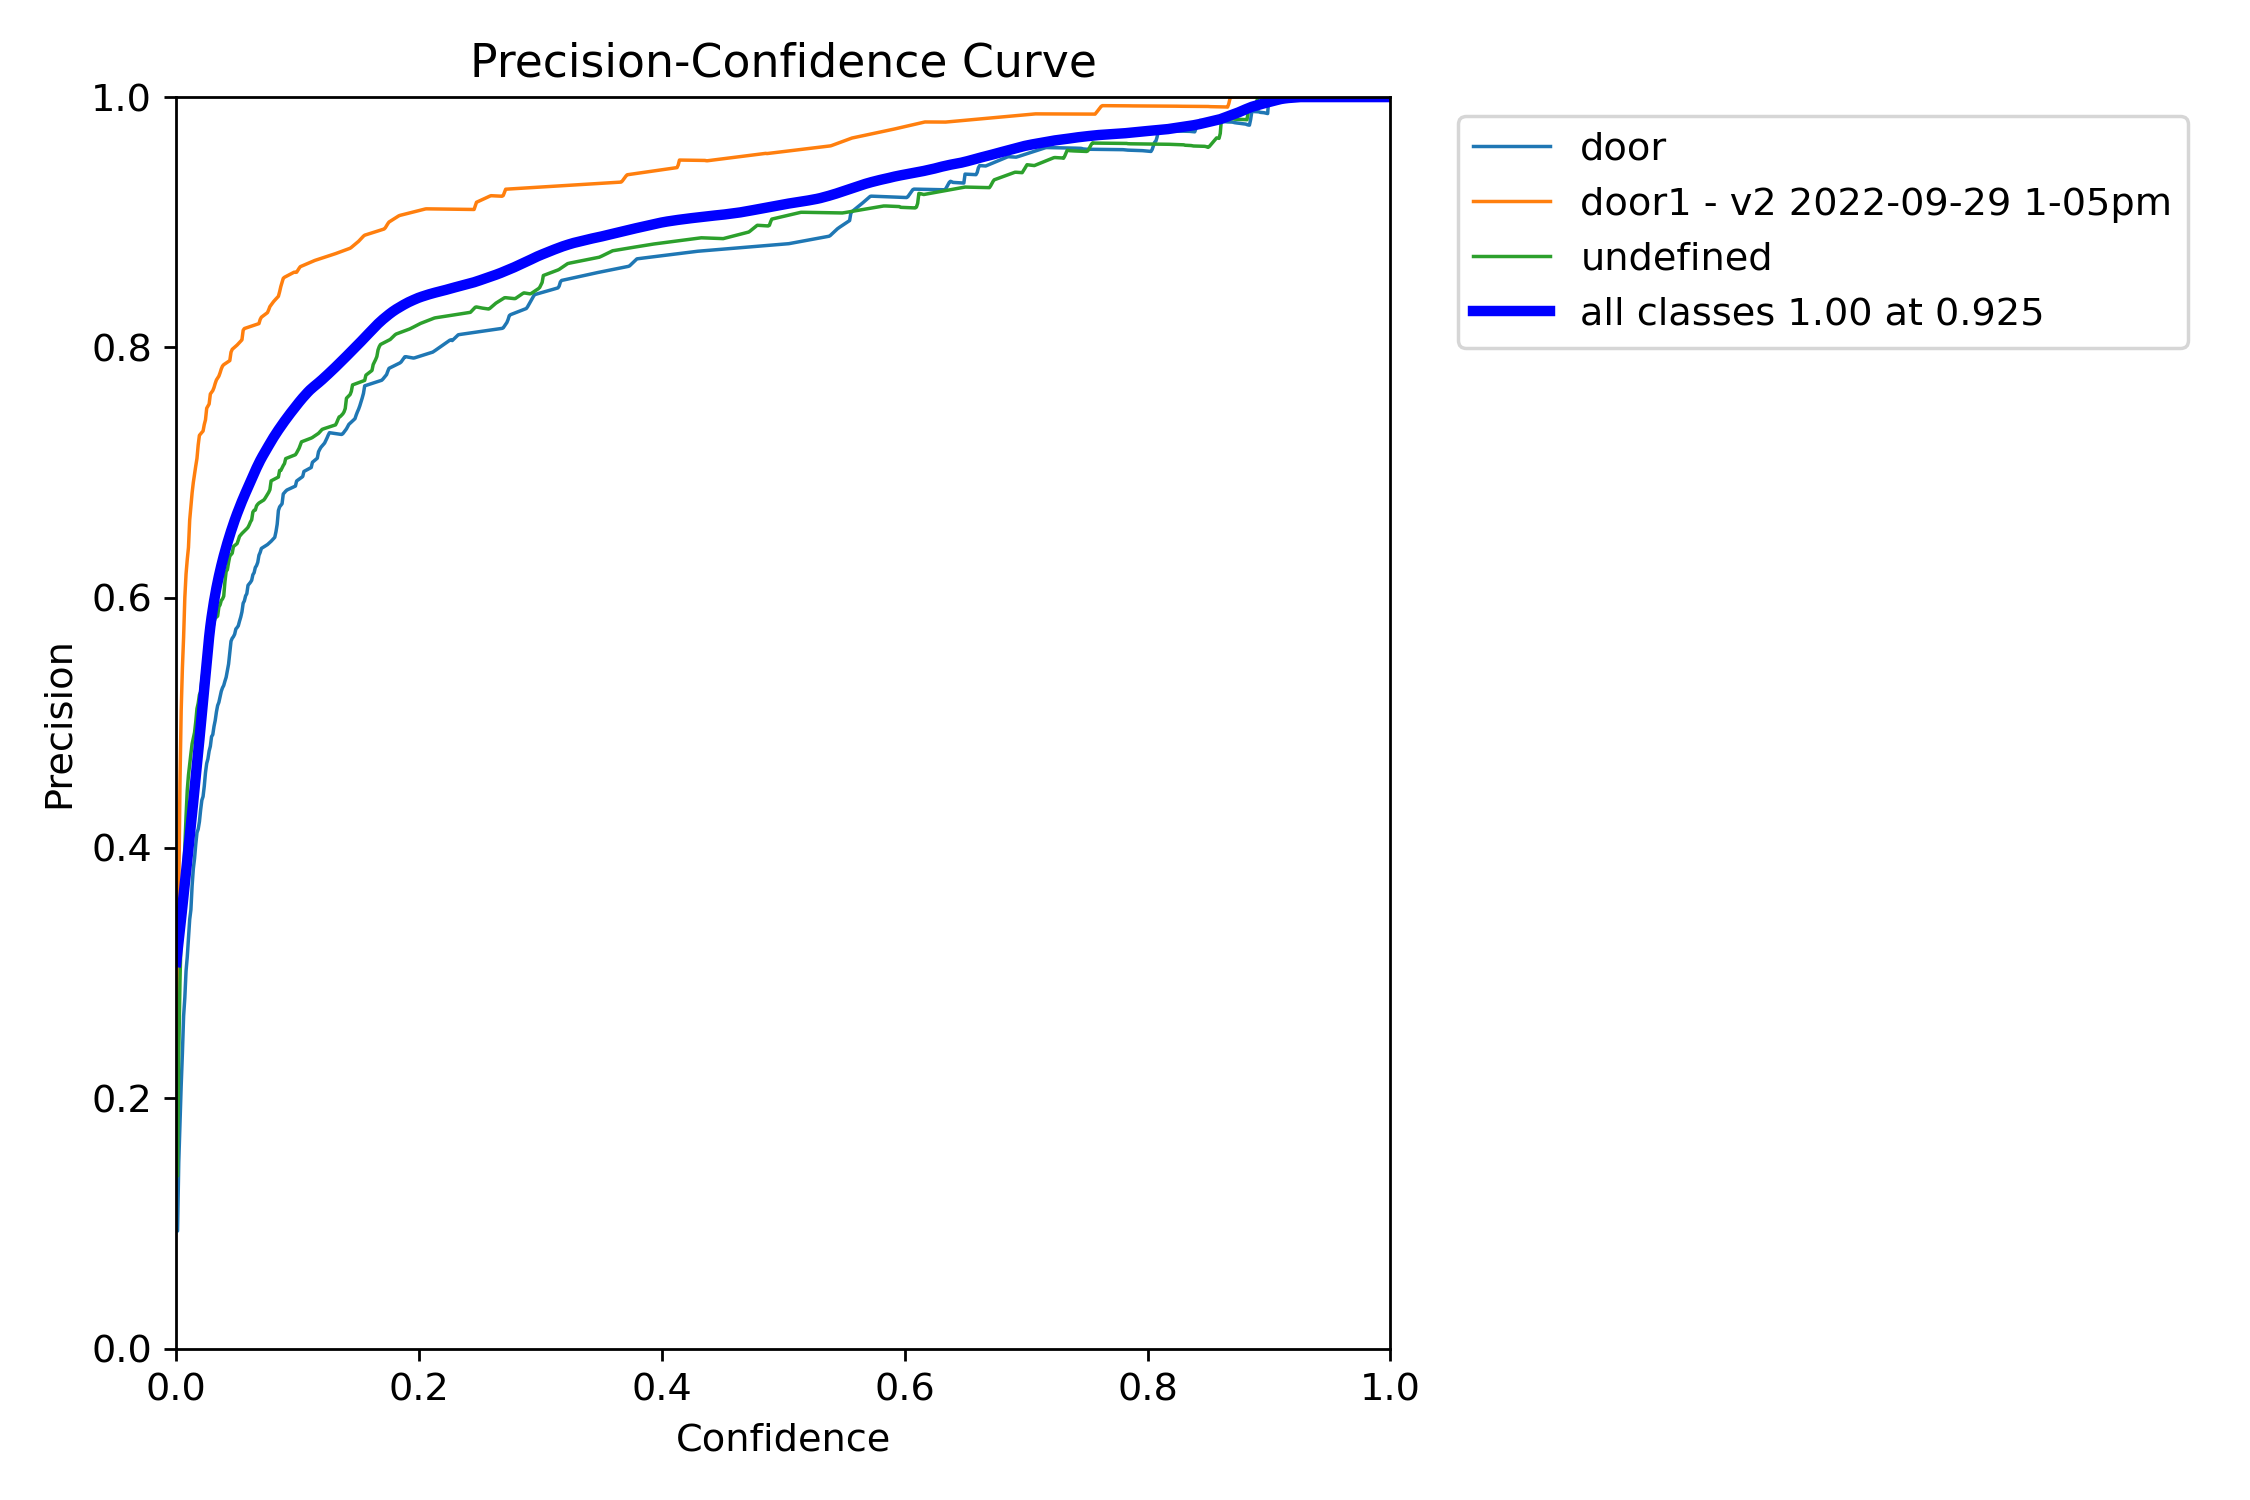 Precision-Confidence Curve
1.0
0.8
0.6
0.4
0.2
0.0
Precision
0.0 0.2 0.4 0.6 0.8 1.0
Confidence
door
door1 - v2 2022-09-29 1-05pm
undefined
all classes 1.00 at 0.925